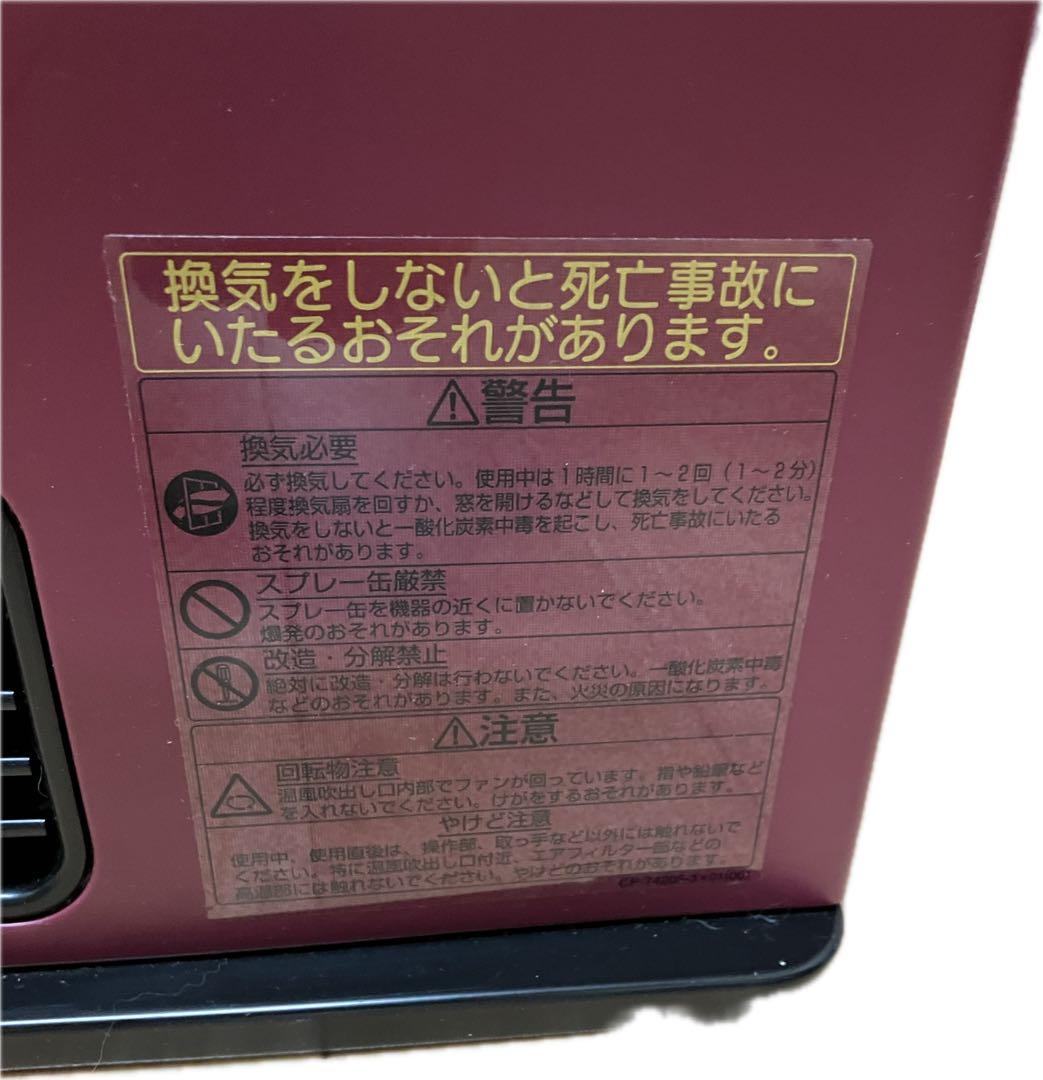 換気をしないと死亡事故に
いたるおそれがあります。
警告
換気必要
必ず換気してください。使用中は1時間に1～2回（1～2分）
程度換気扇を回すか、窓を開けるなどして換気をしてください。
換気をしないと一酸化炭素中毒を起こし、死亡事故にいたる
おそれがあります。
スプレー缶厳禁
スプレー缶を機器の近くに置かないでください。
爆発のおそれがあります。
改造・分解禁止
絶対に改造・分解は行わないでください。一酸化炭素中毒
などのおそれがあります。また、火災の原因になります。
注意
回転物注意
温風吹出し口内部でファンが回っています。指や鉛筆など
を入れないでください。けがをするおそれがあります。
やけど注意
使用中、使用直後は、操作部、取っ手など以外には触れないで
ください。特に温風吹出し口付近、エアフィルター部などの
高温部には触れないでください。やけどのおそれがあります。